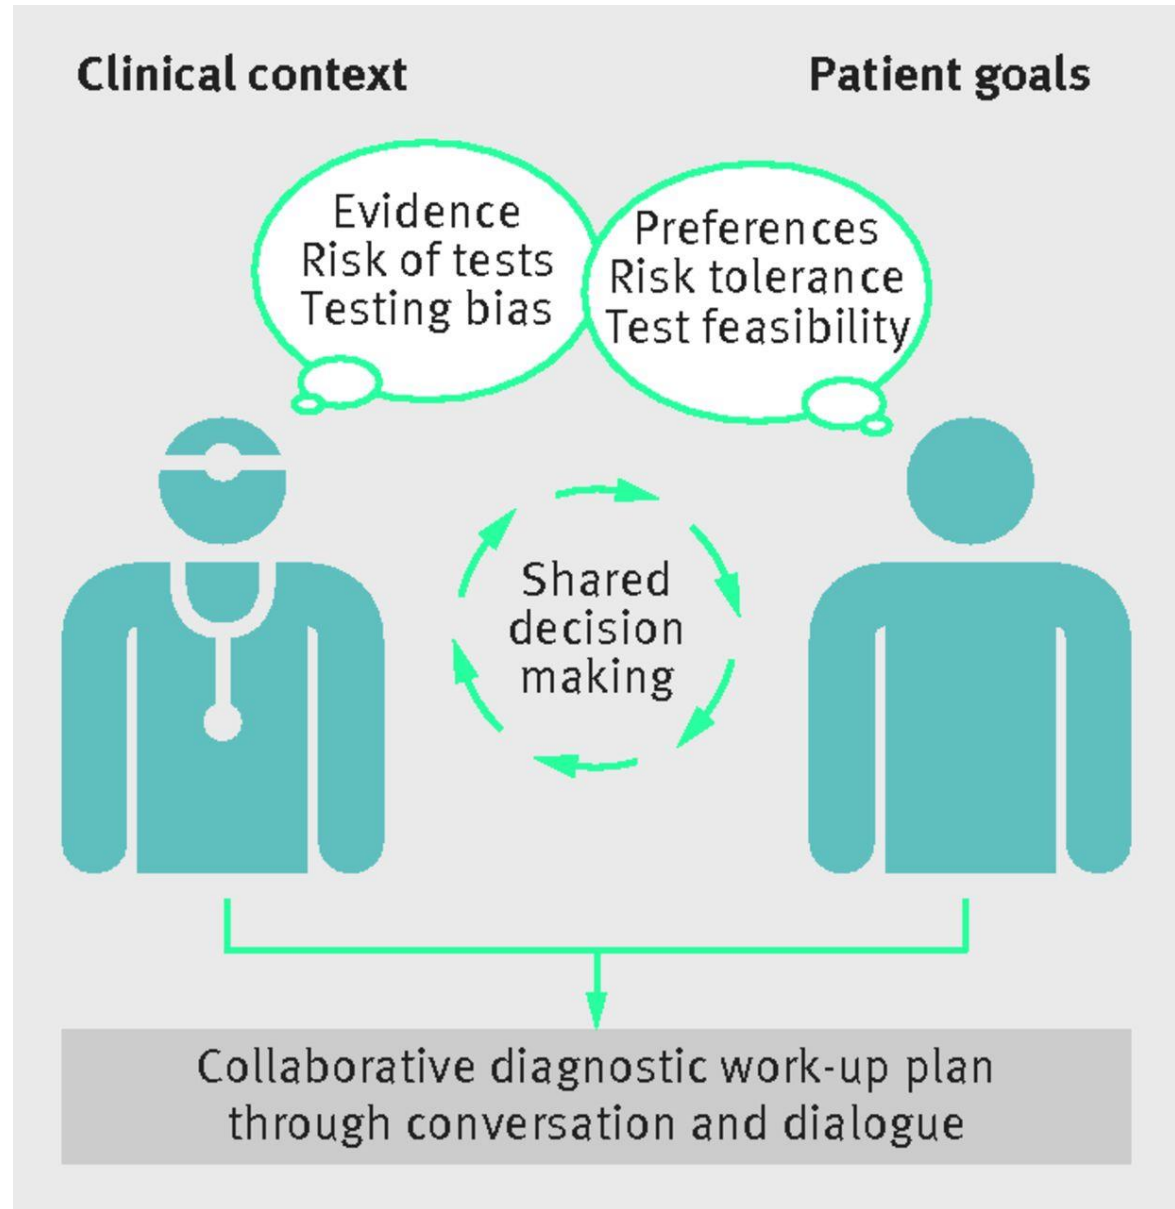 Clinical context
Patient goals
Evidence
Risk of tests
Testing bias
Preferences
Risk tolerance
Test feasibility
Shared
decision
making
Collaborative diagnostic work-up plan
through conversation and dialogue